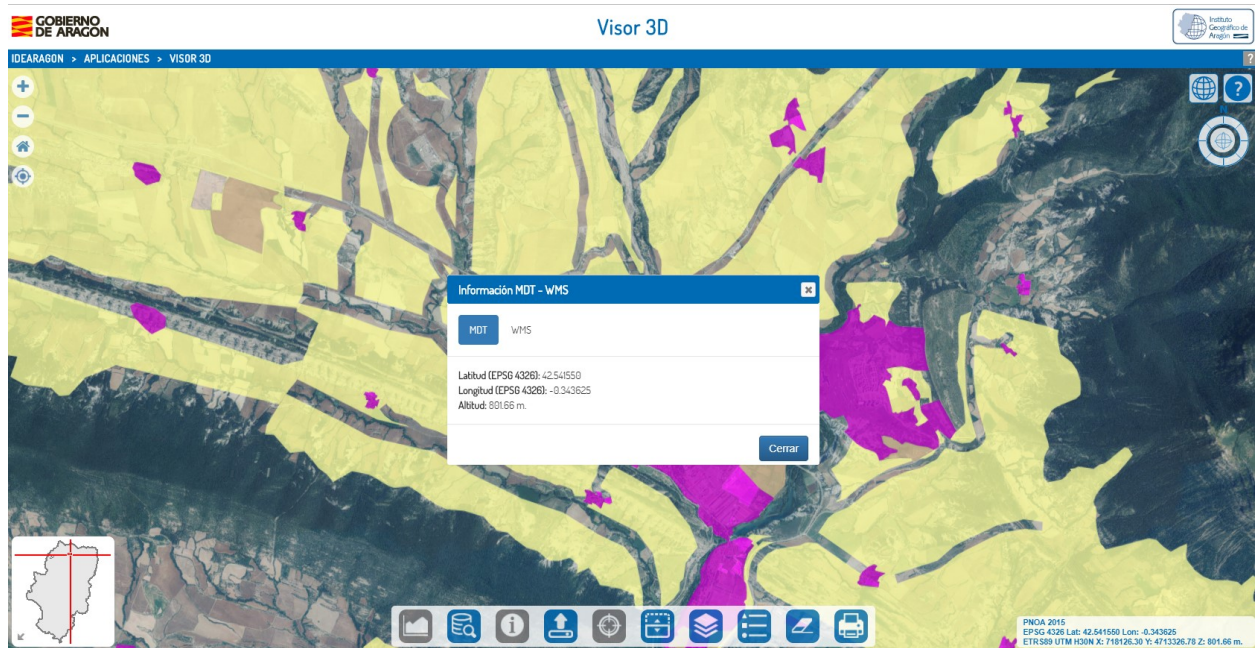 GOBIERNO
DE ARAGON
Visor 3D
Instituto
Geográfico de
Aragón
IDEARAGON > APLICACIONES > VISOR 3D
?
?
N
Información MDT - WMS
MDT WMS
Latitud (EPSG 4326): 42.541550
Longitud (EPSG 4326): -0.343625
Altitud: 801.66 m.
Cerrar
PNOA 2015
EPSG 4326 Lat: 42.541550 Lon: -0.343625
ETRS89 UTM H30N X: 718126.30 Y: 4713326.78 Z: 801.66 m.